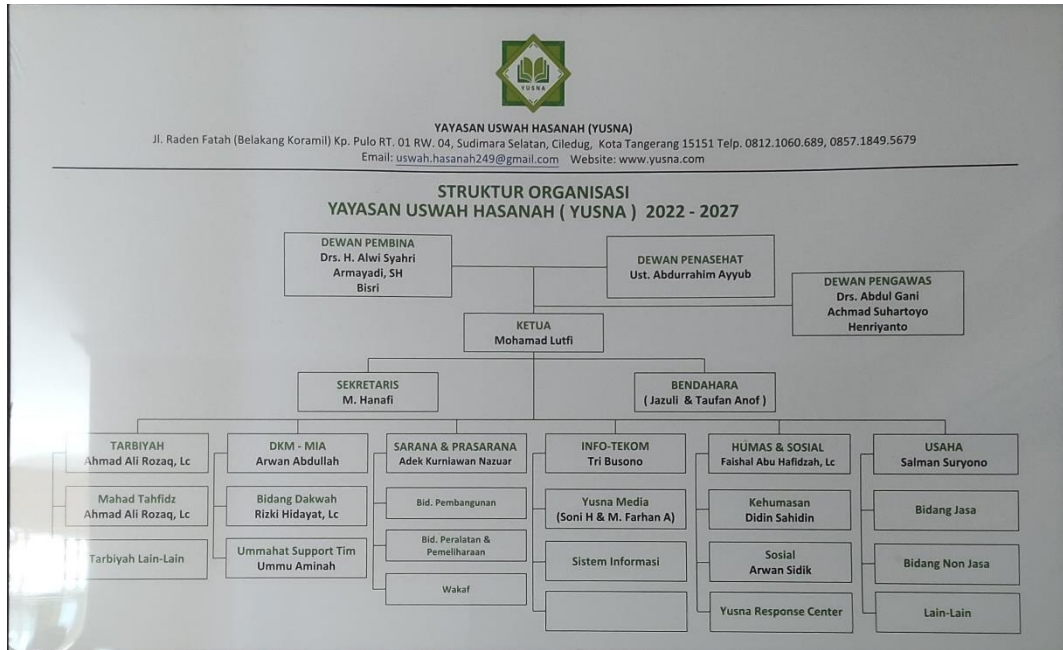 YUSNA
YAYASAN USWAH HASANAH (YUSNA)
Jl. Raden Fatah (Belakang Koramil) Kp. Pulo RT. 01 RW. 04, Sudimara Selatan, Ciledug, Kota Tangerang 15151 Telp. 0812.1060.689, 0857.1849.5679
Email: uswah.hasanah249@gmail.com Website: www.yusna.com
STRUKTUR ORGANISASI
YAYASAN USWAH HASANAH ( YUSNA ) 2022 - 2027
DEWAN PEMBINA
Drs. H. Alwi Syahri
Armayadi, SH
Bisri
DEWAN PENASEHAT
Ust. Abdurrahim Ayyub
DEWAN PENGAWAS
Drs. Abdul Gani
Achmad Suhartoyo
Henriyanto
KETUA
Mohamad Lutfi
SEKRETARIS
M. Hanafi
BENDAHARA
( Jazuli & Taufan Anof )
TARBIYAH
Ahmad Ali Rozaq, Lc
Mahad Tahfidz
Ahmad Ali Rozaq, Lc
Tarbiyah Lain-Lain
DKM - MIA
Arwan Abdullah
Bidang Dakwah
Rizki Hidayat, Lc
Ummahat Support Tim
Ummu Aminah
SARANA & PRASARANA
Adek Kurniawan Nazuar
Bid. Pembangunan
Bid. Peralatan &
Pemeliharaan
Wakaf
INFO-TEKOM
Tri Busono
Yusna Media
(Soni H & M. Farhan A)
Sistem Informasi
HUMAS & SOSIAL
Faishal Abu Hafidzah, Lc
Kehumasan
Didin Sahidin
Sosial
Arwan Sidik
Yusna Response Center
USAHA
Salman Suryono
Bidang Jasa
Bidang Non Jasa
Lain-Lain